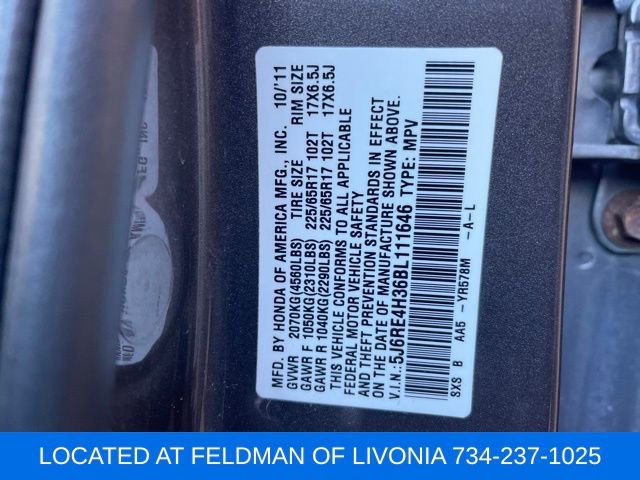 MFD. BY HONDA OF AMERICA MFG., INC. 10/'11
GVWR 2070KG(4560LBS) TIRE SIZE RIM SIZE
GAWR F 1050KG(2310LBS) 225/65R17 102T 17X6.5J
GAWR R 1040KG(2290LBS) 225/65R17 102T 17X6.5J
THIS VEHICLE CONFORMS TO ALL APPLICABLE
FEDERAL MOTOR VEHICLE SAFETY
AND THEFT PREVENTION STANDARDS IN EFFECT
ON THE DATE OF MANUFACTURE SHOWN ABOVE.
V.I.N.:5J6RE4H36BL111646 TYPE: MPV
SXS B AA5 -YR578M -A-L
LOCATED AT FELDMAN OF LIVONIA 734-237-1025